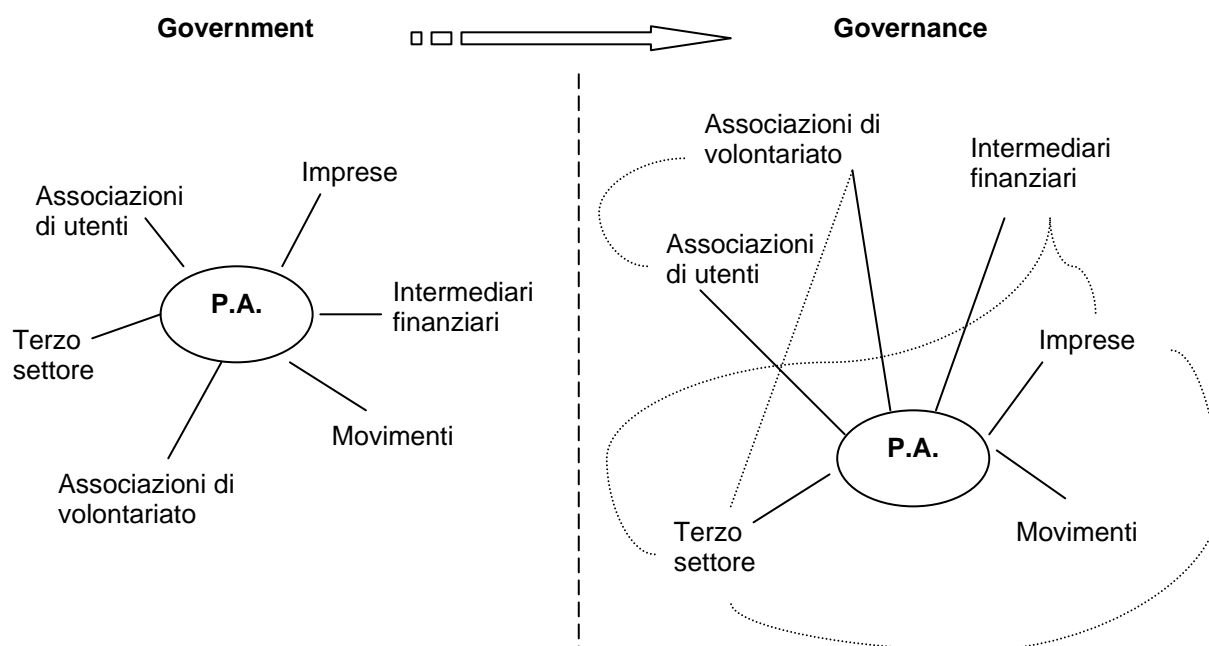 Government
Governance
Imprese
Associazioni
di utenti
P.A.
Intermediari
finanziari
Terzo
settore
Movimenti
Associazioni di
volontariato
Associazioni di
volontariato
Intermediari
finanziari
Associazioni
di utenti
Imprese
P.A.
Terzo
settore
Movimenti